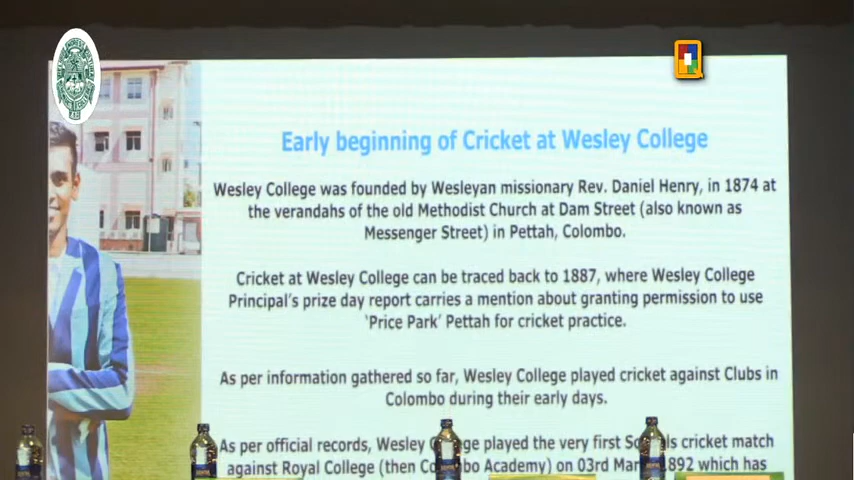 Early beginning of Cricket at Wesley College
Wesley College was founded by Wesleyan missionary Rev. Daniel Henry, in 1874 at
the verandahs of the old Methodist Church at Dam Street (also known as
Messenger Street) in Pettah, Colombo.
Cricket at Wesley College can be traced back to 1887, where Wesley College
Principal's prize day report carries a mention about granting permission to use
'Price Park' Pettah for cricket practice.
As per information gathered so far, Wesley College played cricket against Clubs in
Colombo during their early days.
As per official records, Wesley played the very first cricket match
against Royal College (then Academy) on 03rd 1892 which has